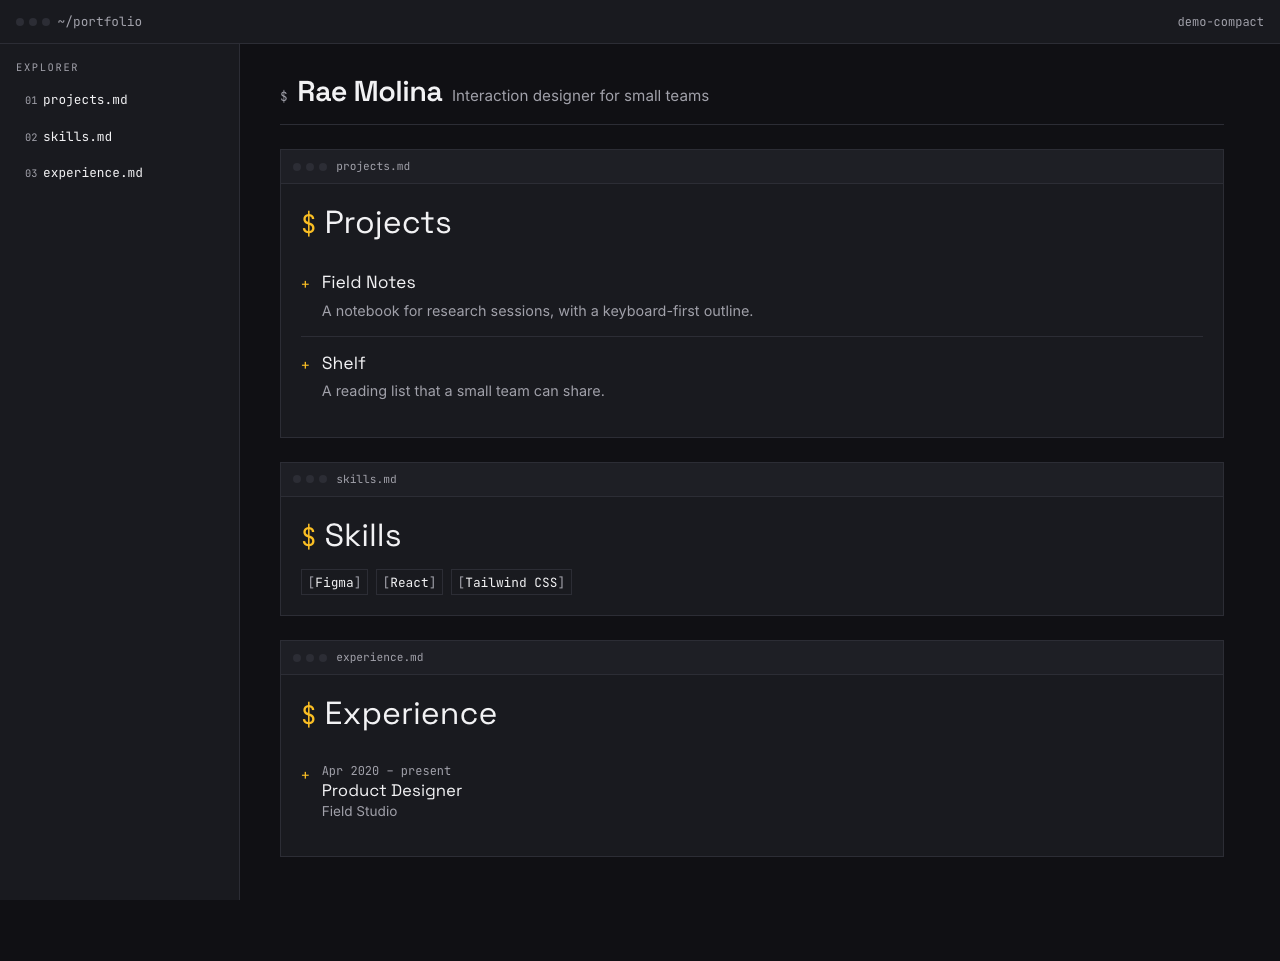 ~/portfolio
demo-compact
EXPLORER
01 projects.md
02 skills.md
03 experience.md
$ Rae Molina Interaction designer for small teams
projects.md
$ Projects
+ Field Notes
A notebook for research sessions, with a keyboard-first outline.
+ Shelf
A reading list that a small team can share.
skills.md
$ Skills
[Figma] [React] [Tailwind CSS]
experience.md
$ Experience
+ Apr 2020 – present
Product Designer
Field Studio